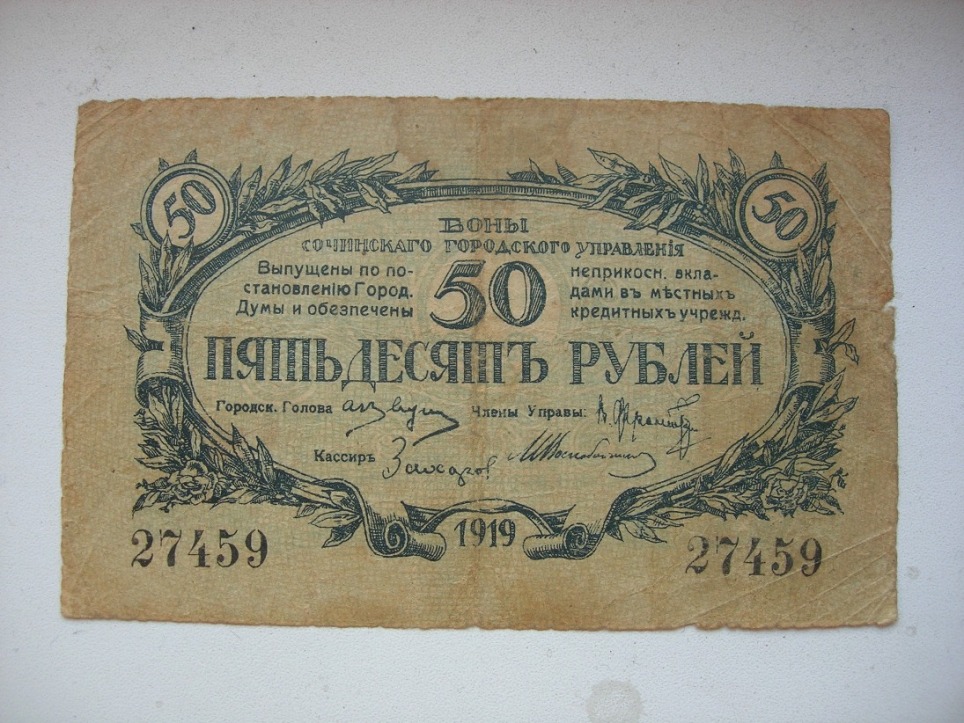 50
50
БОНЫ
СОЧИНСКАГО ГОРОДСКОГО УПРАВЛЕНІЯ
Выпущены по по-
становленію Город.
Думы и обезпечены
50
неприкосн. вкла-
дами въ мѣстныхъ
кредитныхъ учрежд.
ПЯТЬДЕСЯТЪ РУБЛЕЙ
Городск. Голова
Члены Управы:
Кассиръ Захаров
1919
27459
27459